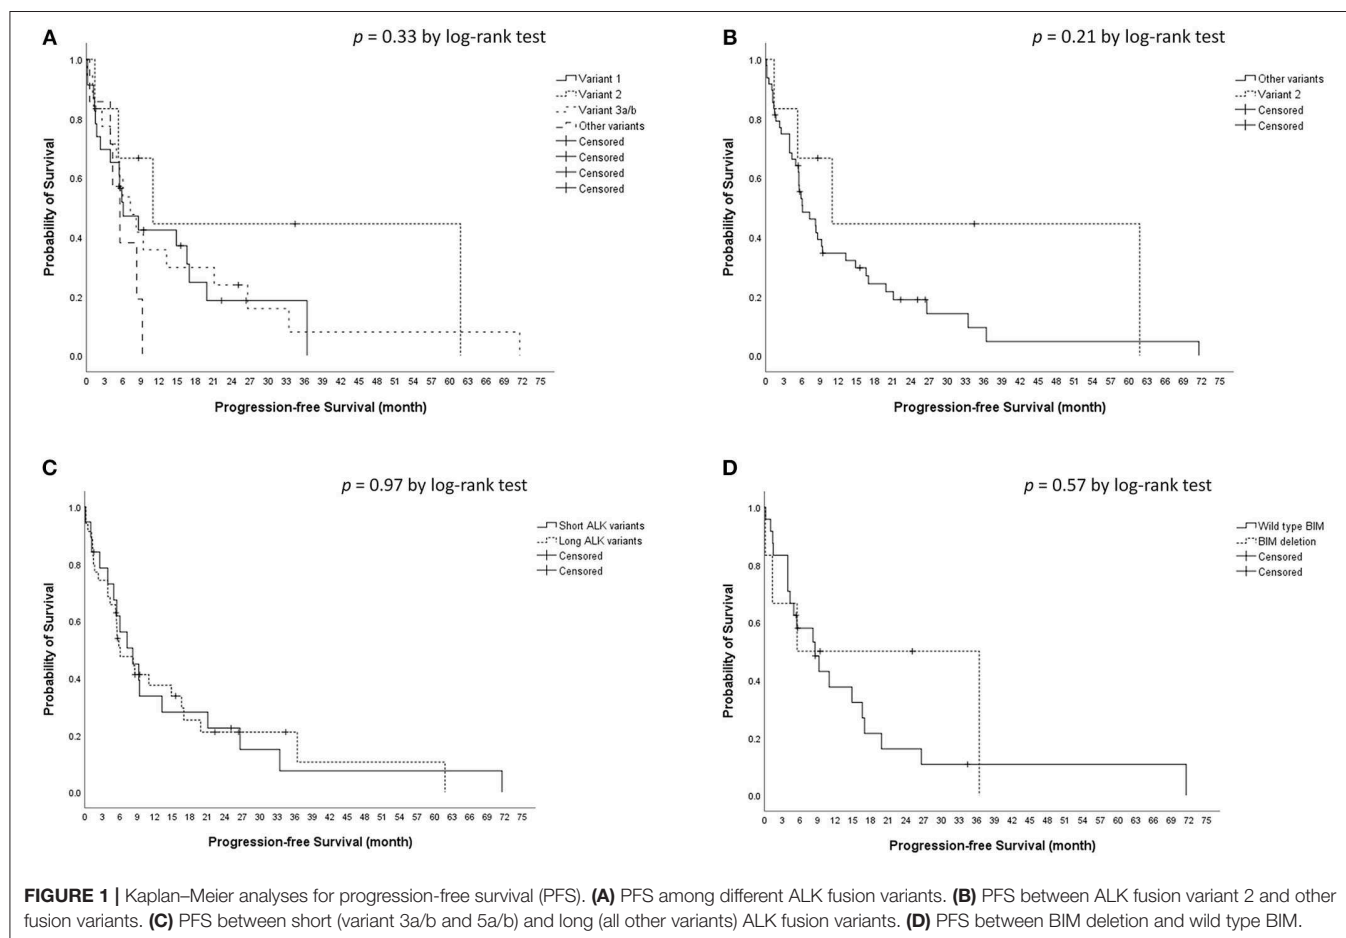 A
p = 0.33 by log-rank test
1.0
0.8
0.6
0.4
0.2
0.0
Probability of Survival
Variant 1
Variant 2
Variant 3a/b
Other variants
Censored
Censored
Censored
Censored
0 3 6 9 12 15 18 21 24 27 30 33 36 39 42 45 48 51 54 57 60 63 66 69 72 75
Progression-free Survival (month)
B
p = 0.21 by log-rank test
1.0
0.8
0.6
0.4
0.2
0.0
Probability of Survival
Other variants
Variant 2
Censored
Censored
0 3 6 9 12 15 18 21 24 27 30 33 36 39 42 45 48 51 54 57 60 63 66 69 72 75
Progression-free Survival (month)
C
p = 0.97 by log-rank test
1.0
0.8
0.6
0.4
0.2
0.0
Probability of Survival
Short ALK variants
Long ALK variants
Censored
Censored
0 3 6 9 12 15 18 21 24 27 30 33 36 39 42 45 48 51 54 57 60 63 66 69 72 75
Progression-free Survival (month)
D
p = 0.57 by log-rank test
1.0
0.8
0.6
0.4
0.2
0.0
Probability of Survival
Wild type BIM
BIM deletion
Censored
Censored
0 3 6 9 12 15 18 21 24 27 30 33 36 39 42 45 48 51 54 57 60 63 66 69 72 75
Progression-free Survival (month)
FIGURE 1 | Kaplan–Meier analyses for progression-free survival (PFS). (A) PFS among different ALK fusion variants. (B) PFS between ALK fusion variant 2 and other
fusion variants. (C) PFS between short (variant 3a/b and 5a/b) and long (all other variants) ALK fusion variants. (D) PFS between BIM deletion and wild type BIM.